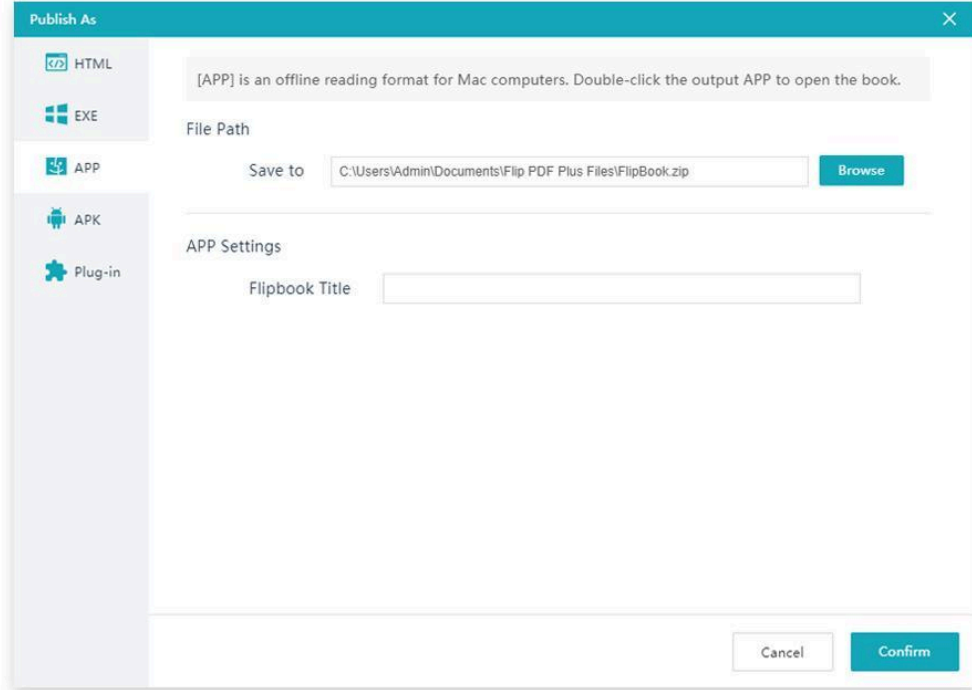 Publish As
HTML
EXE
APP
APK
Plug-in
[APP] is an offline reading format for Mac computers. Double-click the output APP to open the book.
File Path
Save to C:\Users\Admin\Documents\Flip PDF Plus Files\FlipBook.zip Browse
APP Settings
Flipbook Title
Cancel Confirm